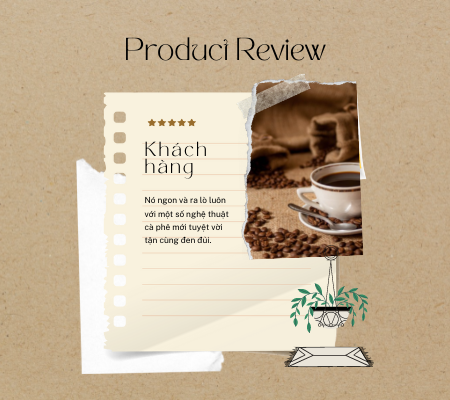 Product Review
Khách
hàng
Nó ngon và ra lò luôn
với một số nghệ thuật
cà phê mới tuyệt vời
tận cùng đen đúi.